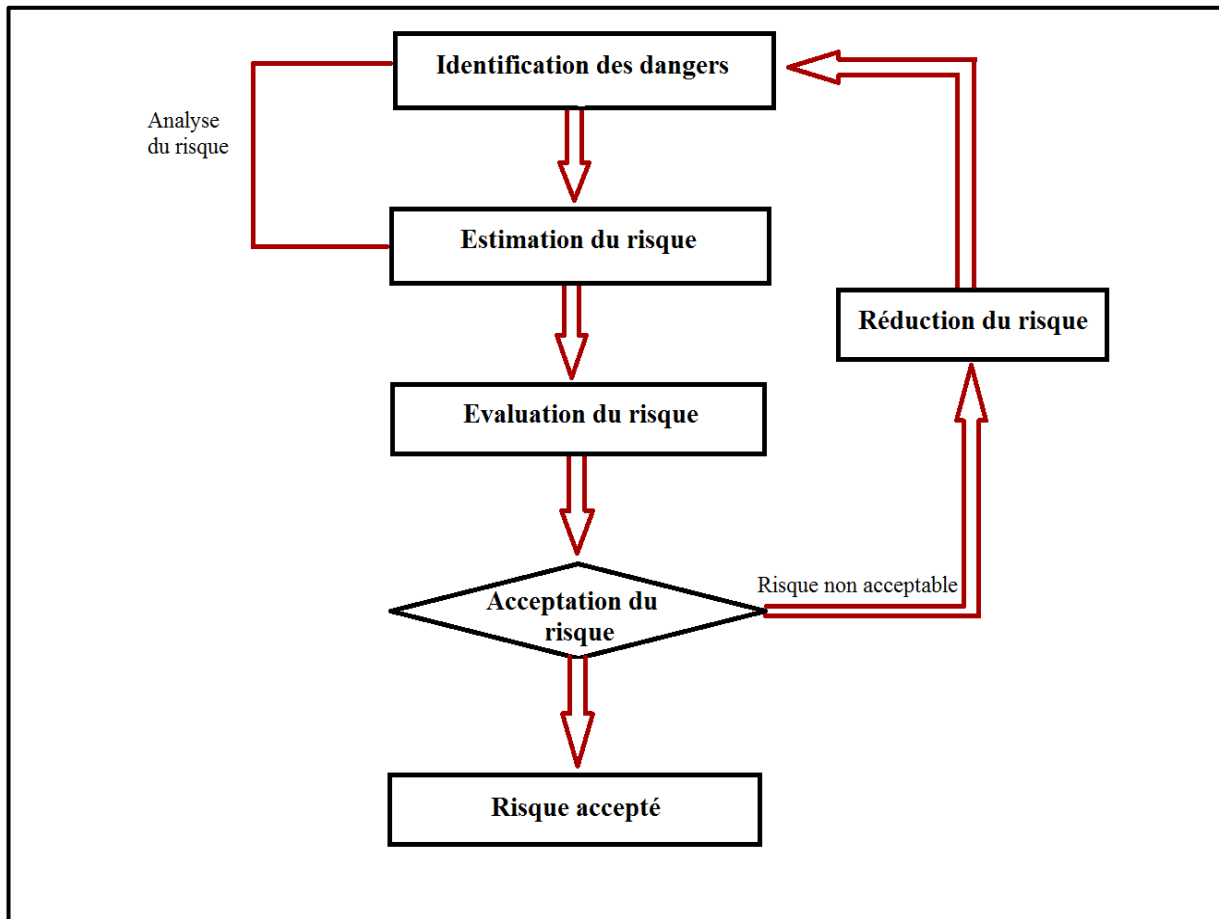 Identification des dangers
Analyse
du risque
Estimation du risque
Réduction du risque
Evaluation du risque
Risque non acceptable
Acceptation du
risque
Risque accepté